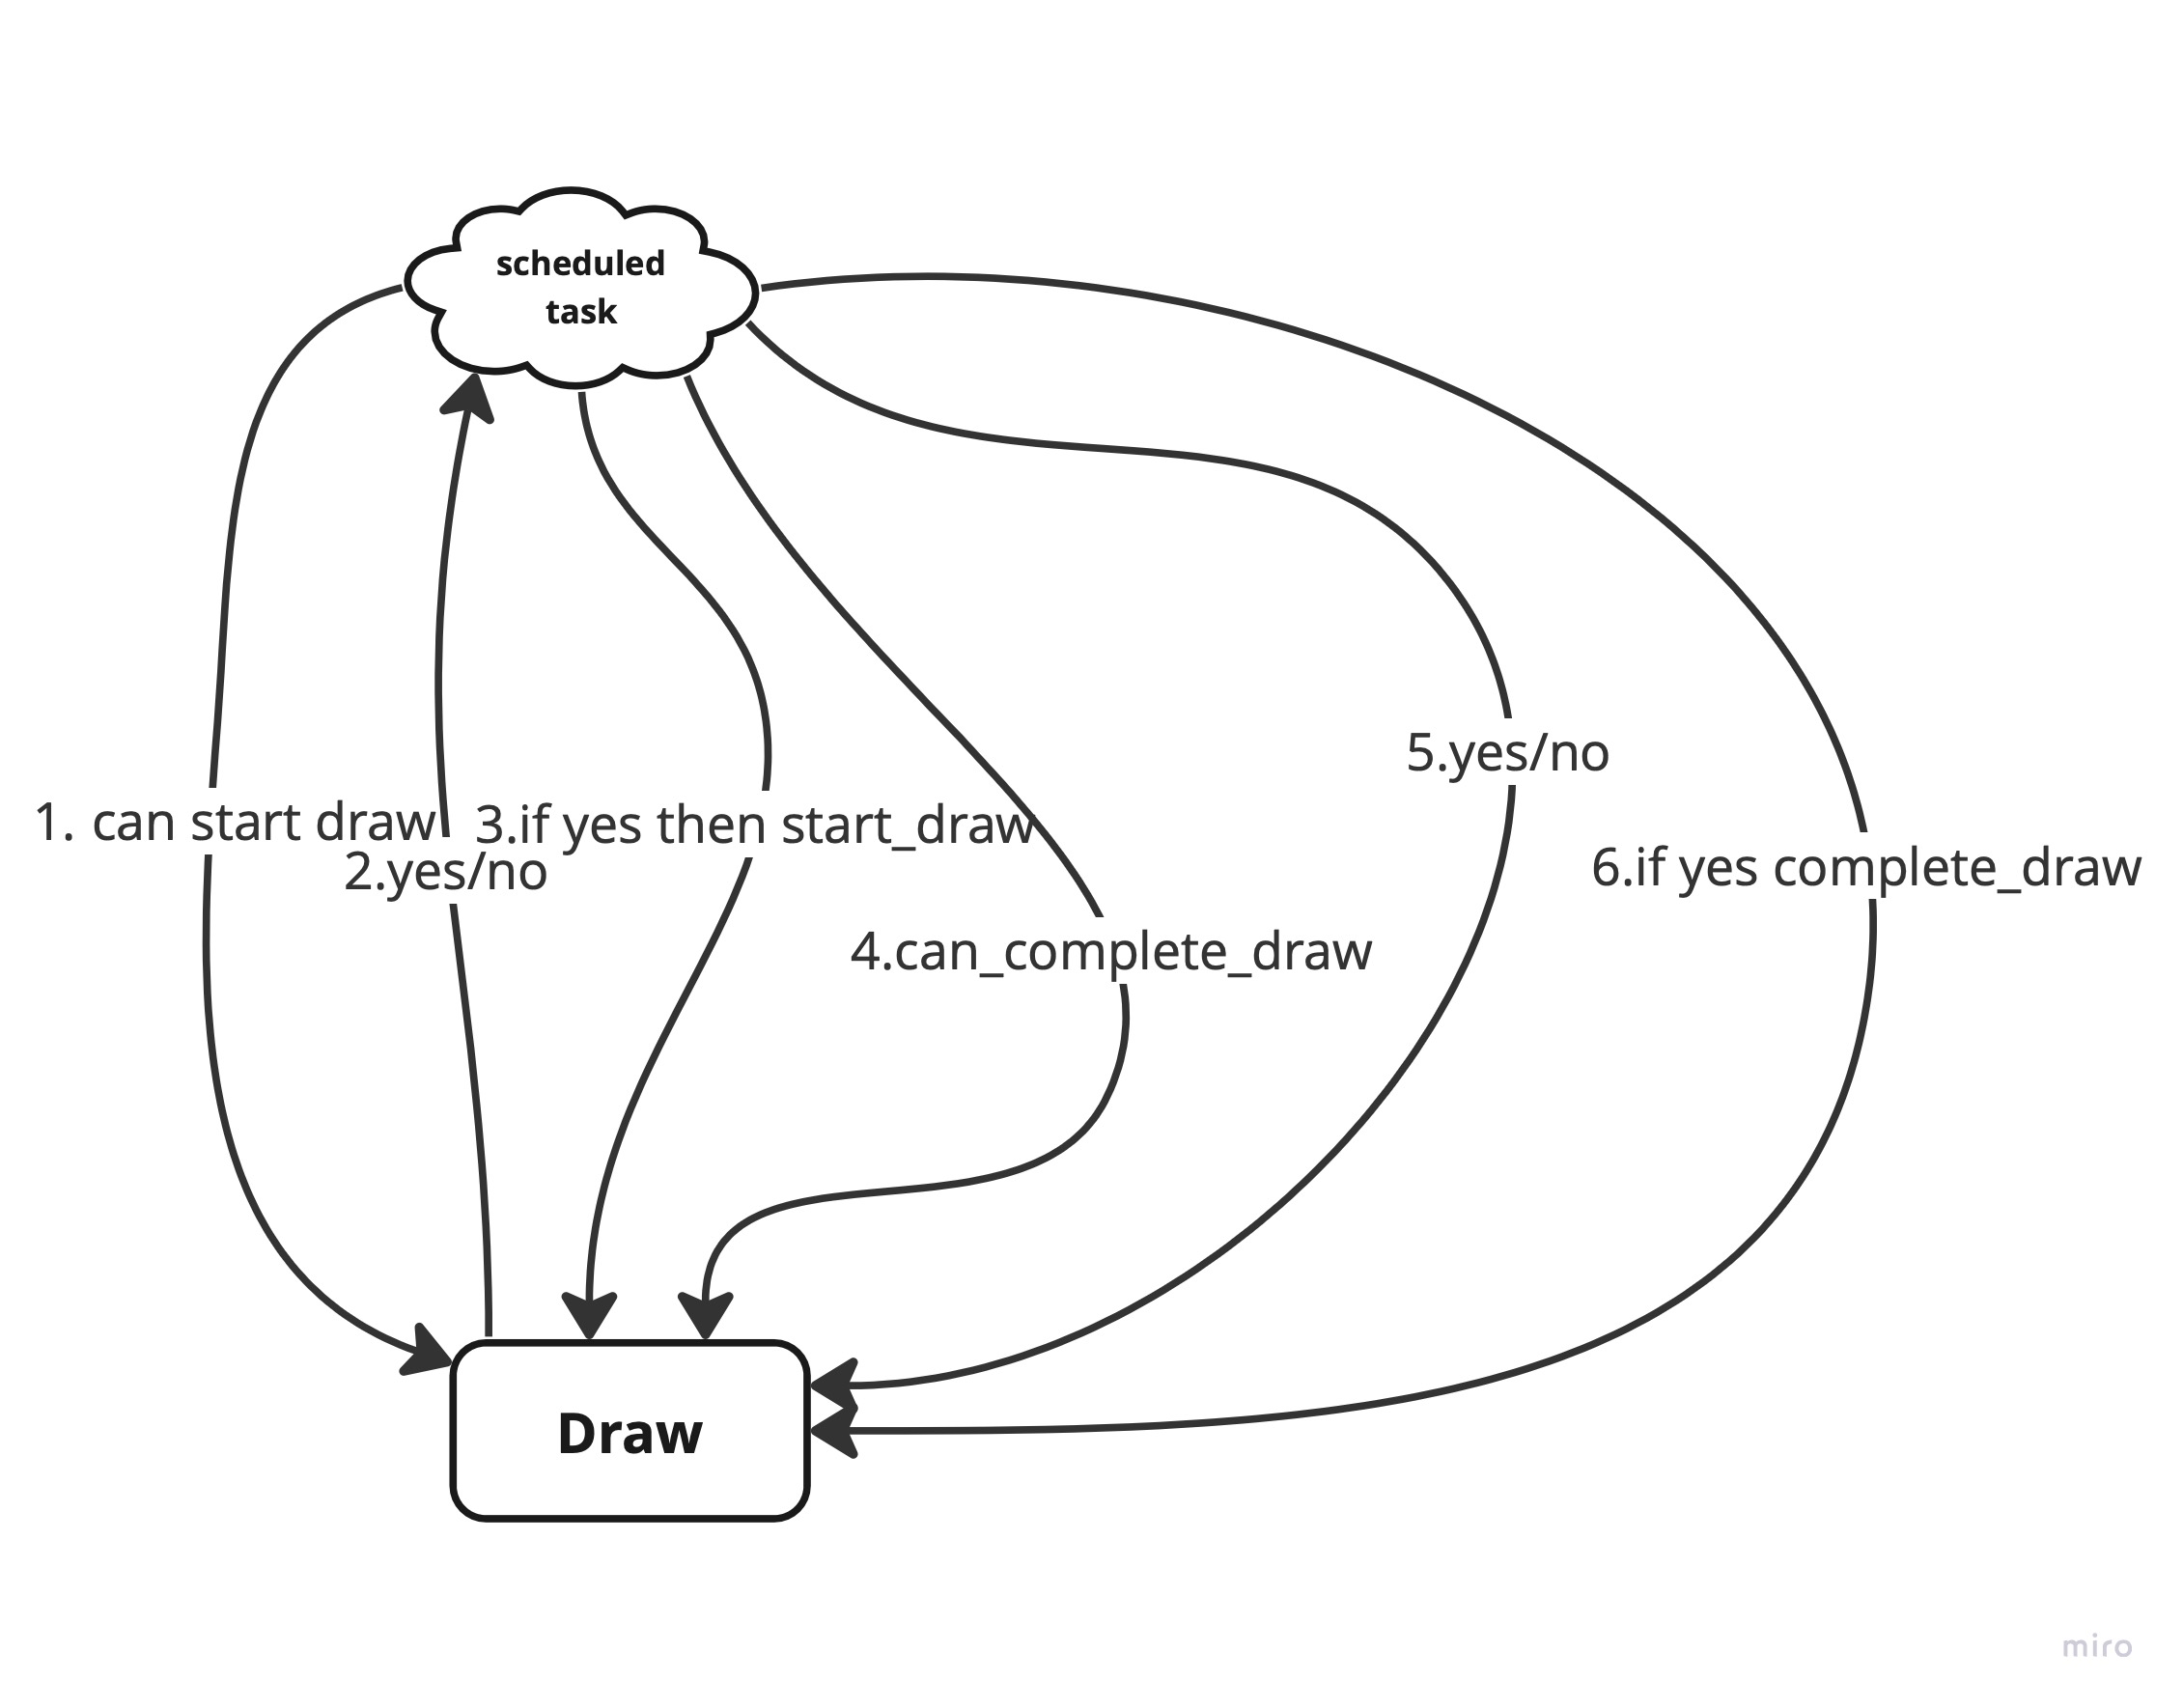 scheduled
task
1. can start draw
2.yes/no
3.if yes then start_draw
4.can_complete_draw
5.yes/no
6.if yes complete_draw
Draw
miro